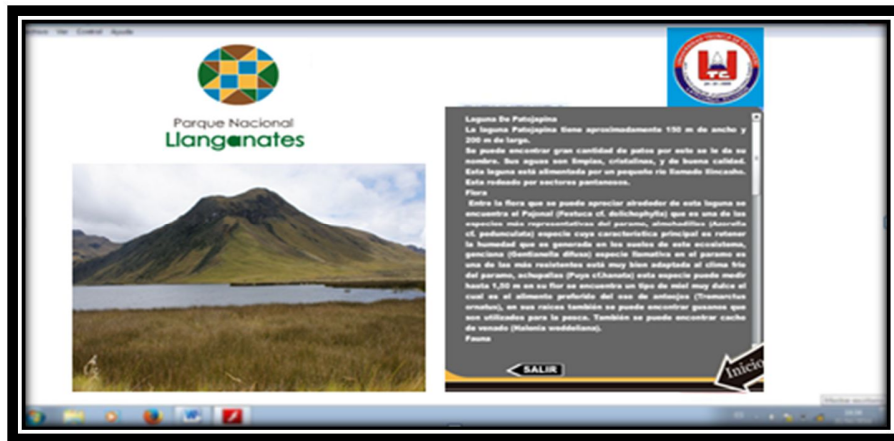 Ver Control Ayuda
Parque Nacional
Llanganates
Laguna De Patojapina
La laguna Patojapina tiene aproximadamente 150 m de ancho y
200 m de largo.
Se puede encontrar gran cantidad de patos por esto se le da su
nombre. Sus aguas son limpias, cristalinas, y de buena calidad.
Esta laguna está alimentada por un pequeño río llamado
Esta rodeado por sectores pantanosos.
Flora
Entre la flora que se puede apreciar alrededor de esta laguna se
encuentra el Pajonal (Festuca cf. dolichophylla) que es una de las
especies más representativas del paramo, almohadillas (Azorella
cf. pedunculata) especie cuya característica principal es retener
la humedad que es generada en los suelos de este ecosistema,
genciana (Gentianella difusa) especie llamativa en el paramo es
una de las más resistentes está muy bien adaptada al clima frio
del paramo, achupallas (Puya cf.hamata) esta especie puede medir
hasta 1,50 m en su flor se encuentra un tipo de miel muy dulce el
cual es el alimento preferido del oso de anteojos (Tremarctus
ornatus), en sus raíces también se puede encontrar gusanos que
son utilizados para la pesca. También se puede encontrar cacho
de venado (Halenia weddeliana).
Fauna
SALIR
Inicio